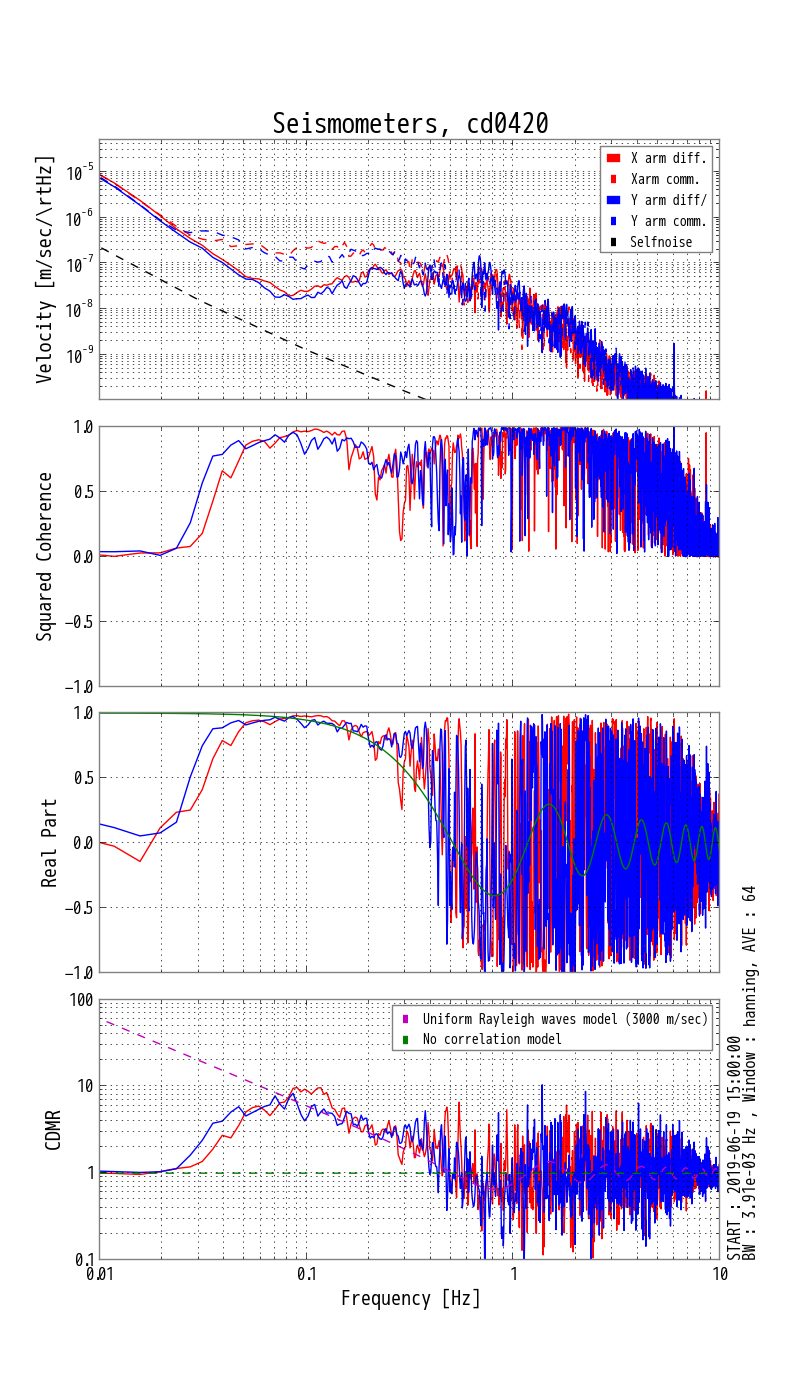 Seismometers, cd0420
Velocity [m/sec/\rtHz]
10^-5
10^-6
10^-7
10^-8
10^-9
X arm diff.
Xarm comm.
Y arm diff/
Y arm comm.
Selfnoise
Squared Coherence
1.0
0.5
0.0
−0.5
−1.0
Real Part
1.0
0.5
0.0
−0.5
−1.0
CDMR
100
10
1
0.1
Uniform Rayleigh waves model (3000 m/sec)
No correlation model
0.01
0.1
1
10
Frequency [Hz]
START : 2019-06-19 15:00:00
BW : 3.91e-03 Hz , Window : hanning, AVE : 64